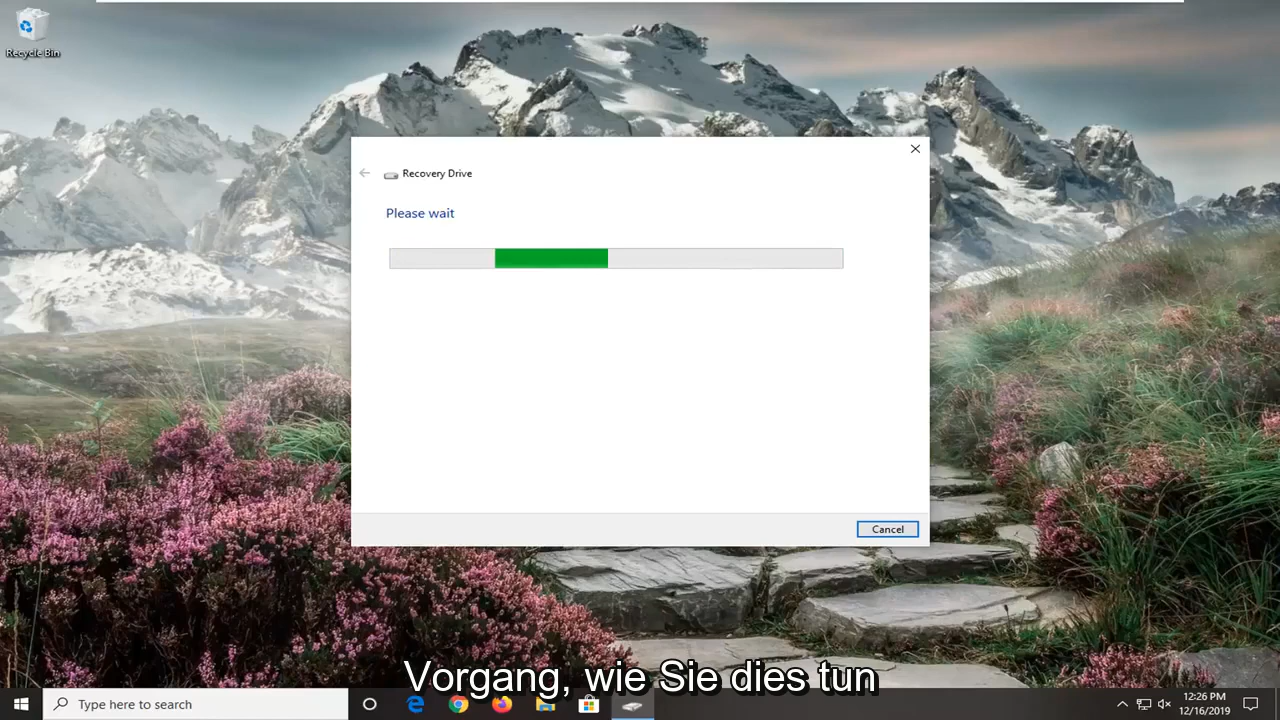 Recycle Bin
Recovery Drive
Please wait
Cancel
Vorgang, wie Sie dies tun
Type here to search
12:26 PM
12/16/2019